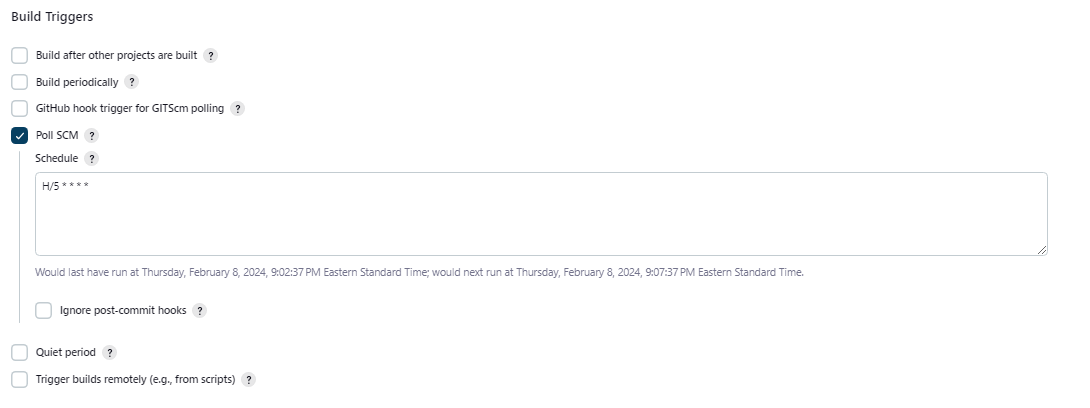 Build Triggers
Build after other projects are built ?
Build periodically ?
GitHub hook trigger for GITScm polling ?
Poll SCM ?
Schedule ?
H/5 * * * *
Would last have run at Thursday, February 8, 2024, 9:02:37 PM Eastern Standard Time; would next run at Thursday, February 8, 2024, 9:07:37 PM Eastern Standard Time.
Ignore post-commit hooks ?
Quiet period ?
Trigger builds remotely (e.g., from scripts) ?